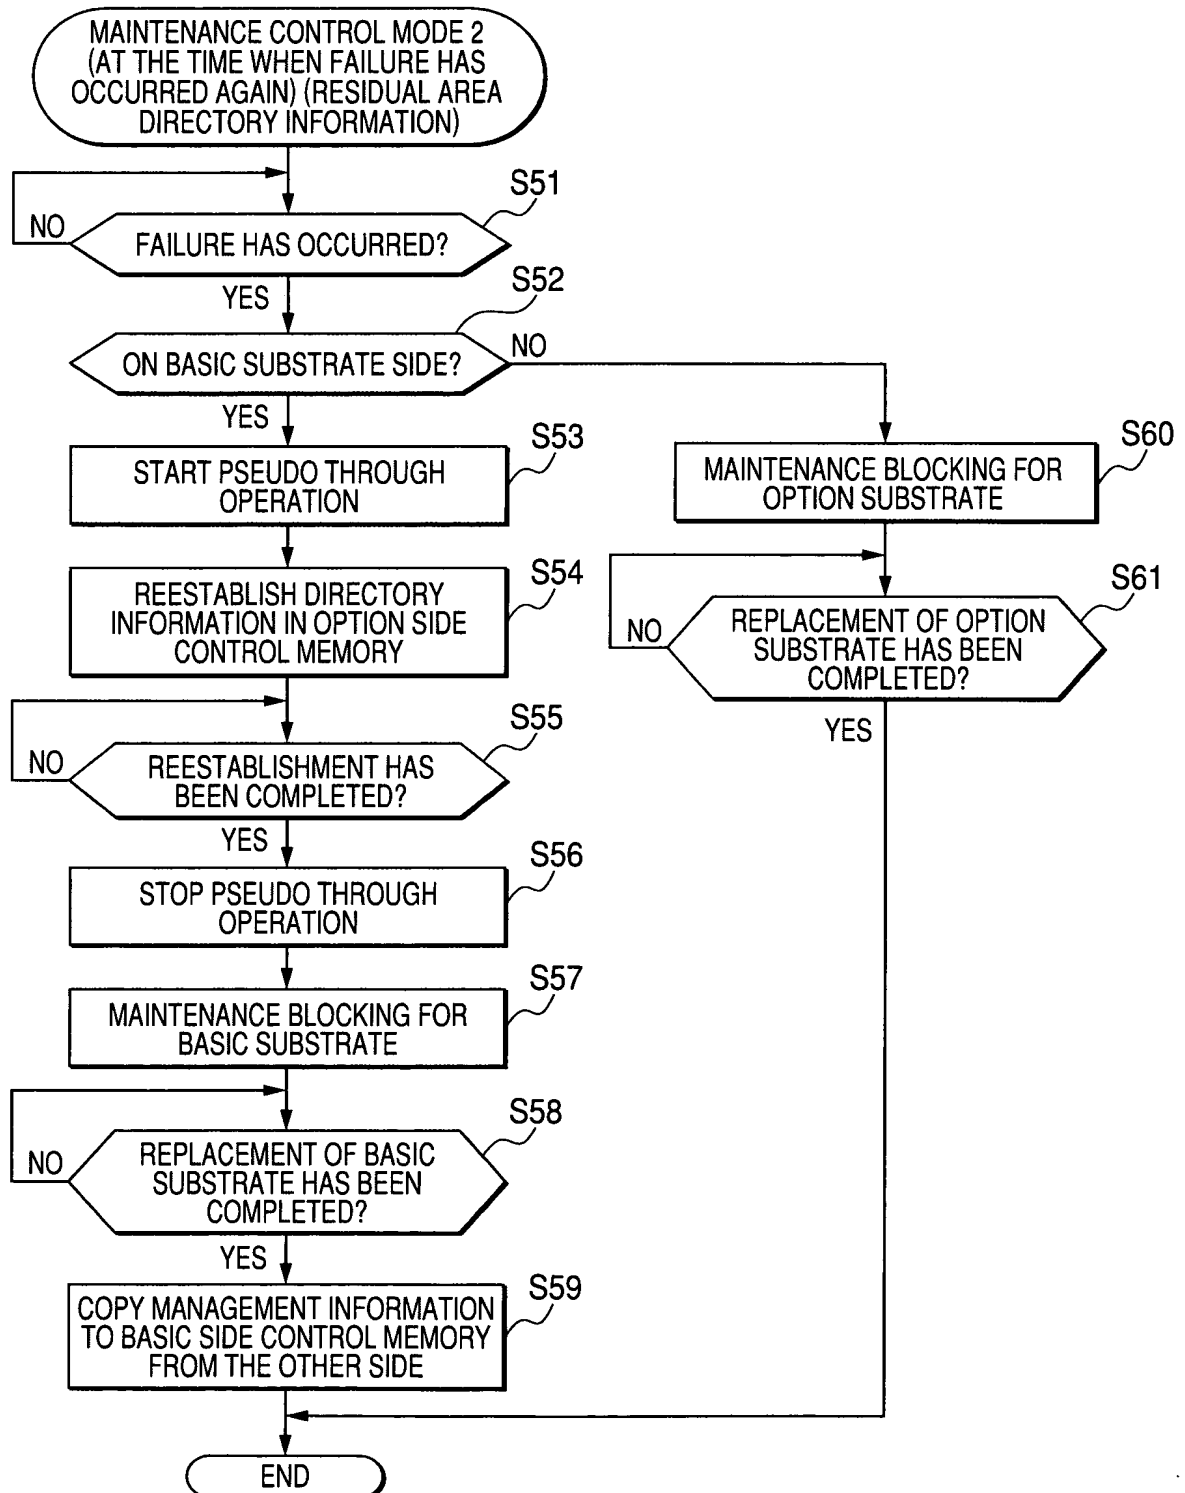 MAINTENANCE CONTROL MODE 2
(AT THE TIME WHEN FAILURE HAS
OCCURRED AGAIN) (RESIDUAL AREA
DIRECTORY INFORMATION)
S51
NO
FAILURE HAS OCCURRED?
YES
S52
ON BASIC SUBSTRATE SIDE?
NO
YES
S53
START PSEUDO THROUGH
OPERATION
S60
MAINTENANCE BLOCKING FOR
OPTION SUBSTRATE
S54
REESTABLISH DIRECTORY
INFORMATION IN OPTION SIDE
CONTROL MEMORY
S61
NO
REPLACEMENT OF OPTION
SUBSTRATE HAS BEEN
COMPLETED?
YES
S55
NO
REESTABLISHMENT HAS
BEEN COMPLETED?
YES
S56
STOP PSEUDO THROUGH
OPERATION
S57
MAINTENANCE BLOCKING FOR
BASIC SUBSTRATE
S58
NO
REPLACEMENT OF BASIC
SUBSTRATE HAS BEEN
COMPLETED?
YES
S59
COPY MANAGEMENT INFORMATION
TO BASIC SIDE CONTROL MEMORY
FROM THE OTHER SIDE
END